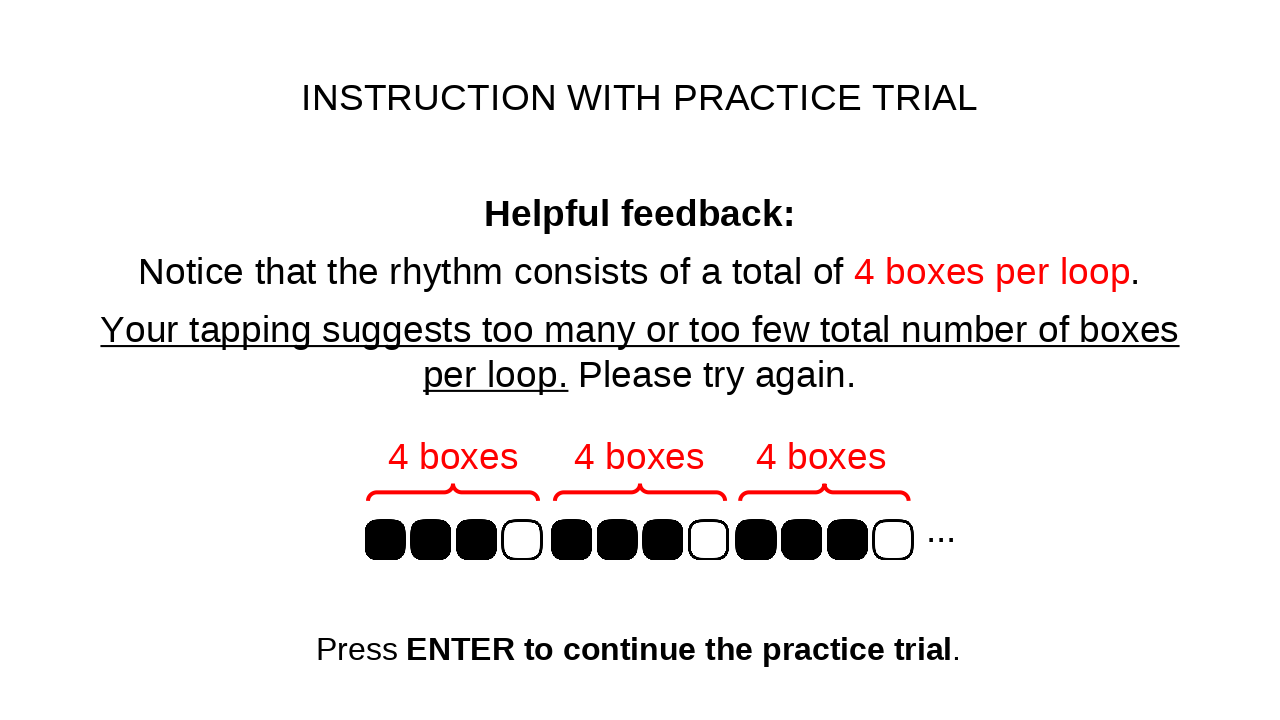 INSTRUCTION WITH PRACTICE TRIAL
Helpful feedback:
Notice that the rhythm consists of a total of 4 boxes per loop.
Your tapping suggests too many or too few total number of boxes
per loop. Please try again.
4 boxes 4 boxes 4 boxes
...
Press ENTER to continue the practice trial.